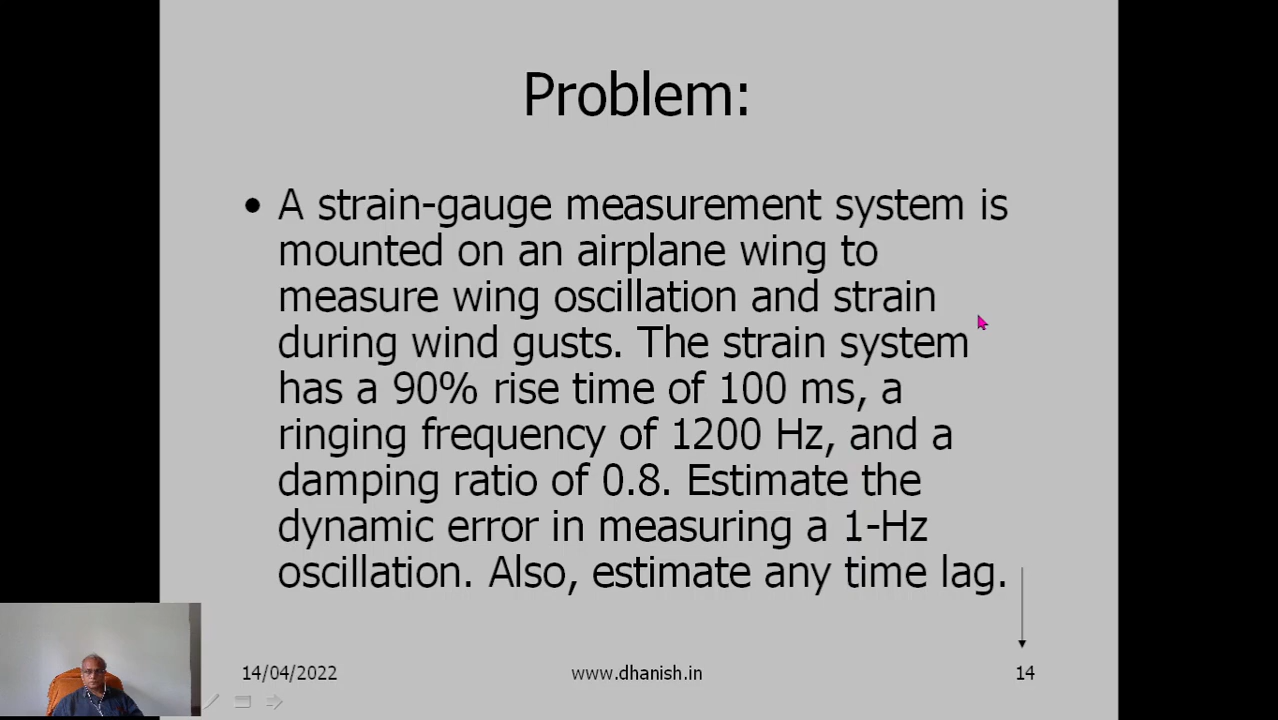 Problem:
• A strain-gauge measurement system is
mounted on an airplane wing to
measure wing oscillation and strain
during wind gusts. The strain system
has a 90% rise time of 100 ms, a
ringing frequency of 1200 Hz, and a
damping ratio of 0.8. Estimate the
dynamic error in measuring a 1-Hz
oscillation. Also, estimate any time lag.
14/04/2022
www.dhanish.in
14